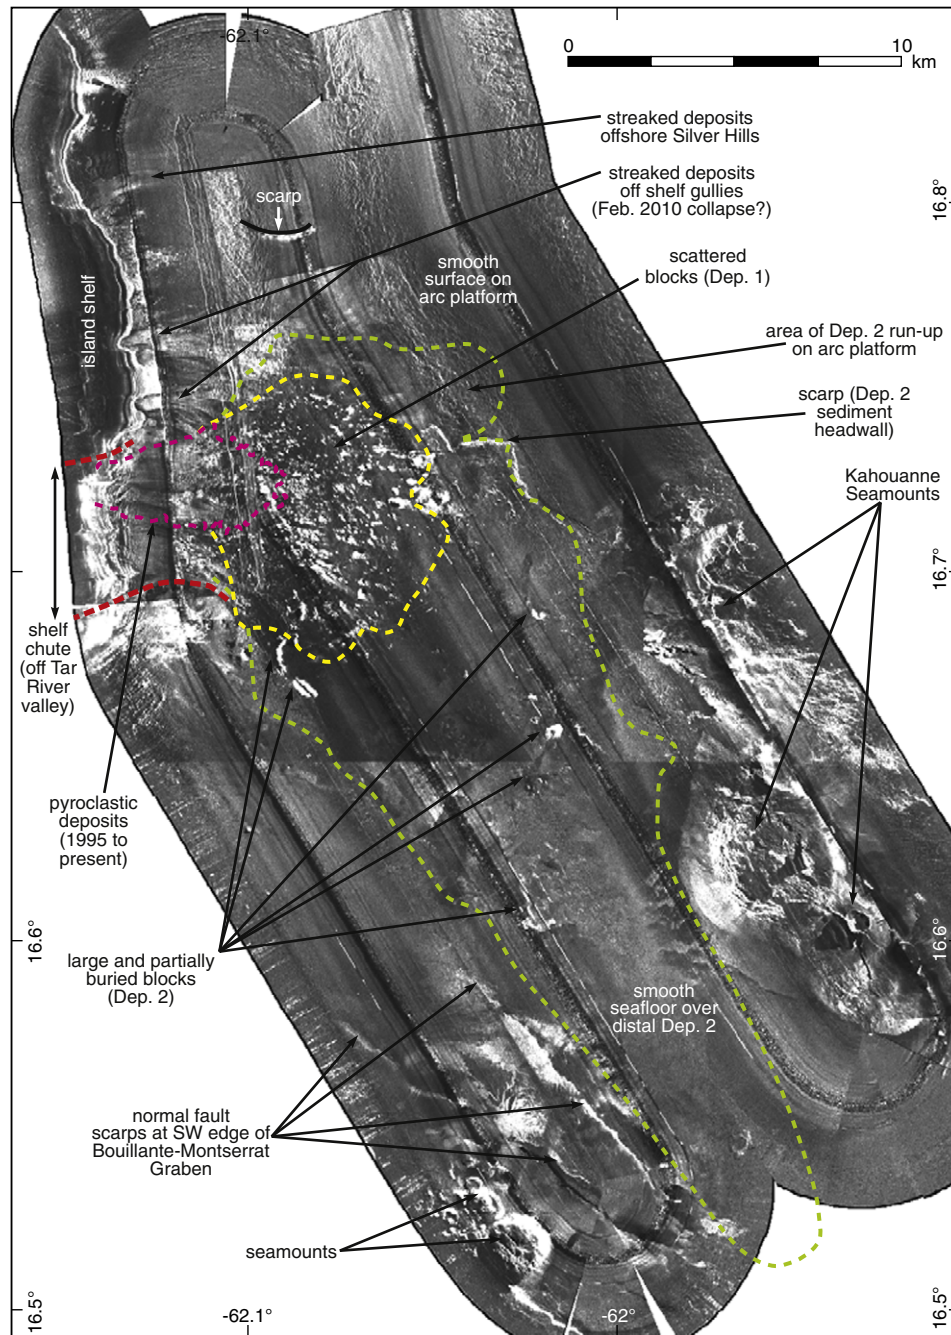 -62.1°
0
10
km
streaked deposits
offshore Silver Hills
streaked deposits
off shelf gullies
(Feb. 2010 collapse?)
16.8°
scarp
scattered
blocks (Dep. 1)
smooth
surface on
arc platform
island shelf
area of Dep. 2 run-up
on arc platform
scarp (Dep. 2
sediment
headwall)
Kahouanne
Seamounts
16.7°
shelf
chute
(off Tar
River
valley)
pyroclastic
deposits
(1995 to
present)
16.6°
16.6°
large and partially
buried blocks
(Dep. 2)
smooth
seafloor over
distal Dep. 2
normal fault
scarps at SW edge of
Bouillante-Montserrat
Graben
seamounts
16.5°
-62.1°
-62°
16.5°